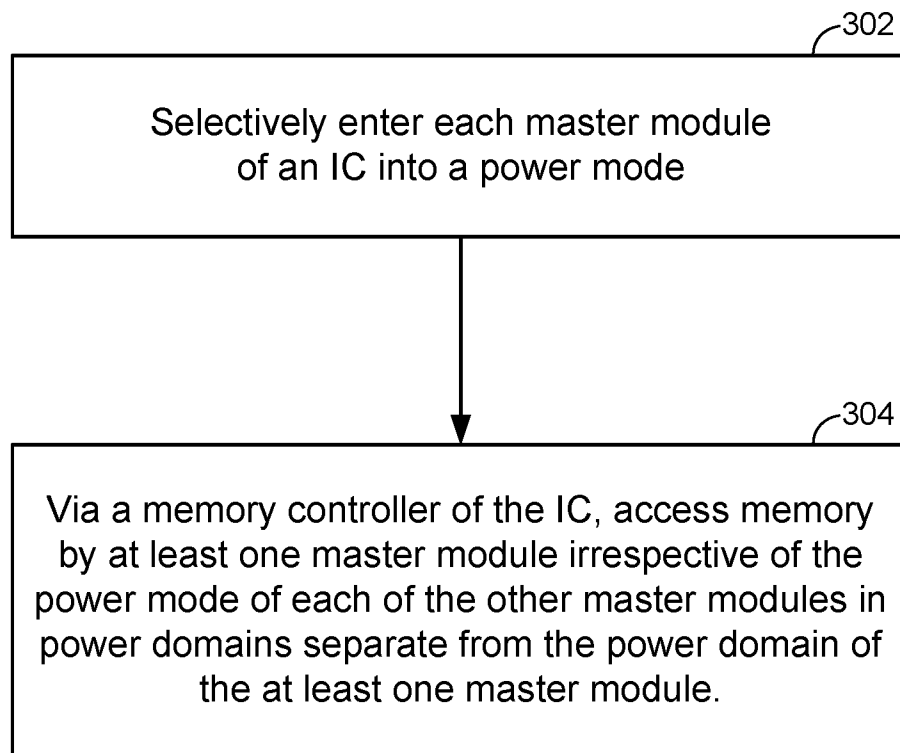 302
Selectively enter each master module
of an IC into a power mode
304
Via a memory controller of the IC, access memory
by at least one master module irrespective of the
power mode of each of the other master modules in
power domains separate from the power domain of
the at least one master module.